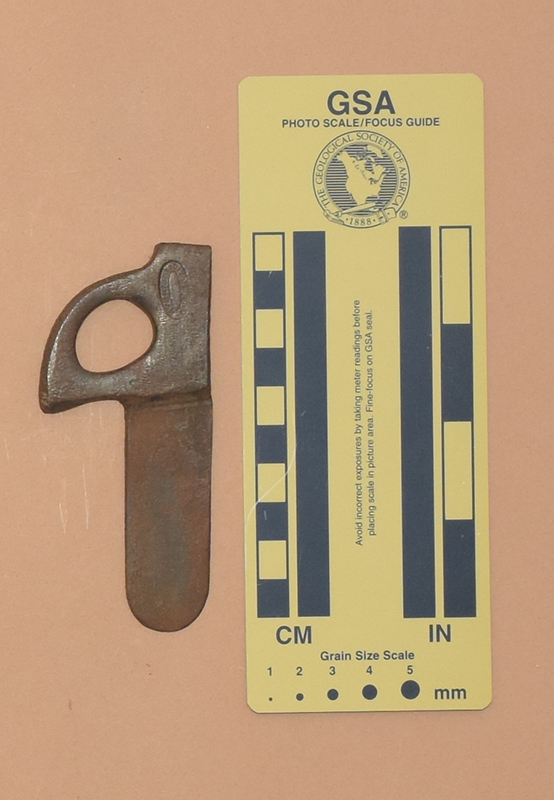 GSA
PHOTO SCALE/FOCUS GUIDE
THE GEOLOGICAL SOCIETY OF AMERICA
1888
®
Avoid incorrect exposures by taking meter readings before
placing scale in picture area. Fine-focus on GSA seal.
CM
IN
Grain Size Scale
1 2 3 4 5
mm